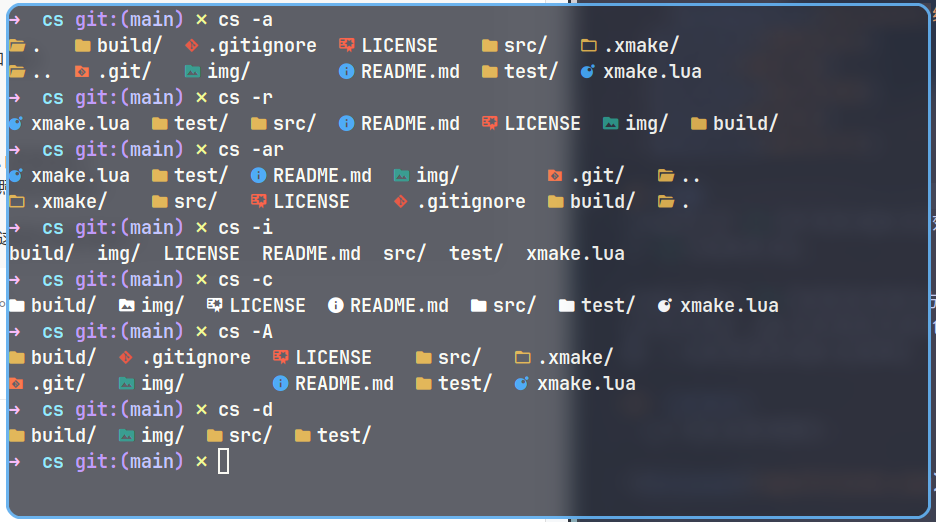 ➜ cs git:(main) ✗ cs -a
. build/ .gitignore LICENSE src/ .xmake/
.. .git/ img/ README.md test/ xmake.lua
➜ cs git:(main) ✗ cs -r
xmake.lua test/ src/ README.md LICENSE img/ build/
➜ cs git:(main) ✗ cs -ar
xmake.lua test/ README.md img/ .git/ ..
.xmake/ src/ LICENSE .gitignore build/ .
➜ cs git:(main) ✗ cs -i
build/ img/ LICENSE README.md src/ test/ xmake.lua
➜ cs git:(main) ✗ cs -c
build/ img/ LICENSE README.md src/ test/ xmake.lua
➜ cs git:(main) ✗ cs -A
build/ .gitignore LICENSE src/ .xmake/
.git/ img/ README.md test/ xmake.lua
➜ cs git:(main) ✗ cs -d
build/ img/ src/ test/
➜ cs git:(main) ✗